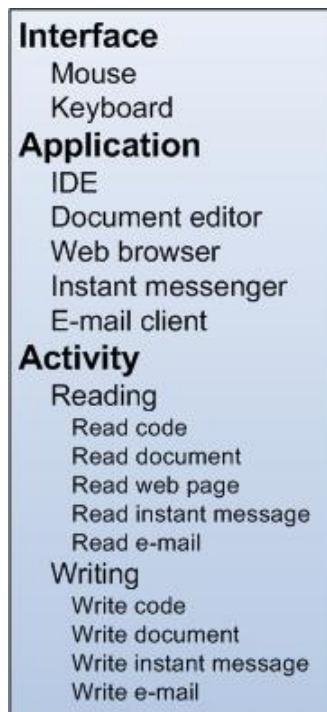 Interface
Mouse
Keyboard
Application
IDE
Document editor
Web browser
Instant messenger
E-mail client
Activity
Reading
Read code
Read document
Read web page
Read instant message
Read e-mail
Writing
Write code
Write document
Write instant message
Write e-mail